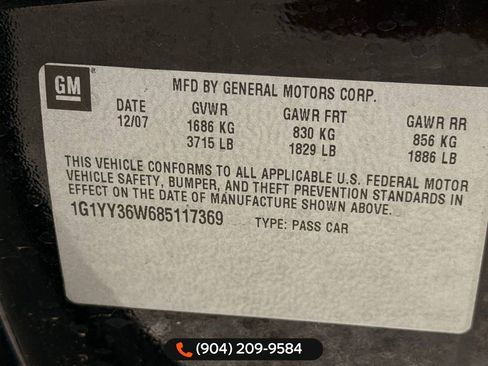 GM
MFD BY GENERAL MOTORS CORP.
DATE GVWR GAWR FRT GAWR RR
12/07 1686 KG 830 KG 856 KG
3715 LB 1829 LB 1886 LB
THIS VEHICLE CONFORMS TO ALL APPLICABLE U.S. FEDERAL MOTOR
VEHICLE SAFETY, BUMPER, AND THEFT PREVENTION STANDARDS IN
EFFECT ON THE DATE OF MANUFACTURE SHOWN ABOVE.
1G1YY36W685117369 TYPE: PASS CAR
(904) 209-9584